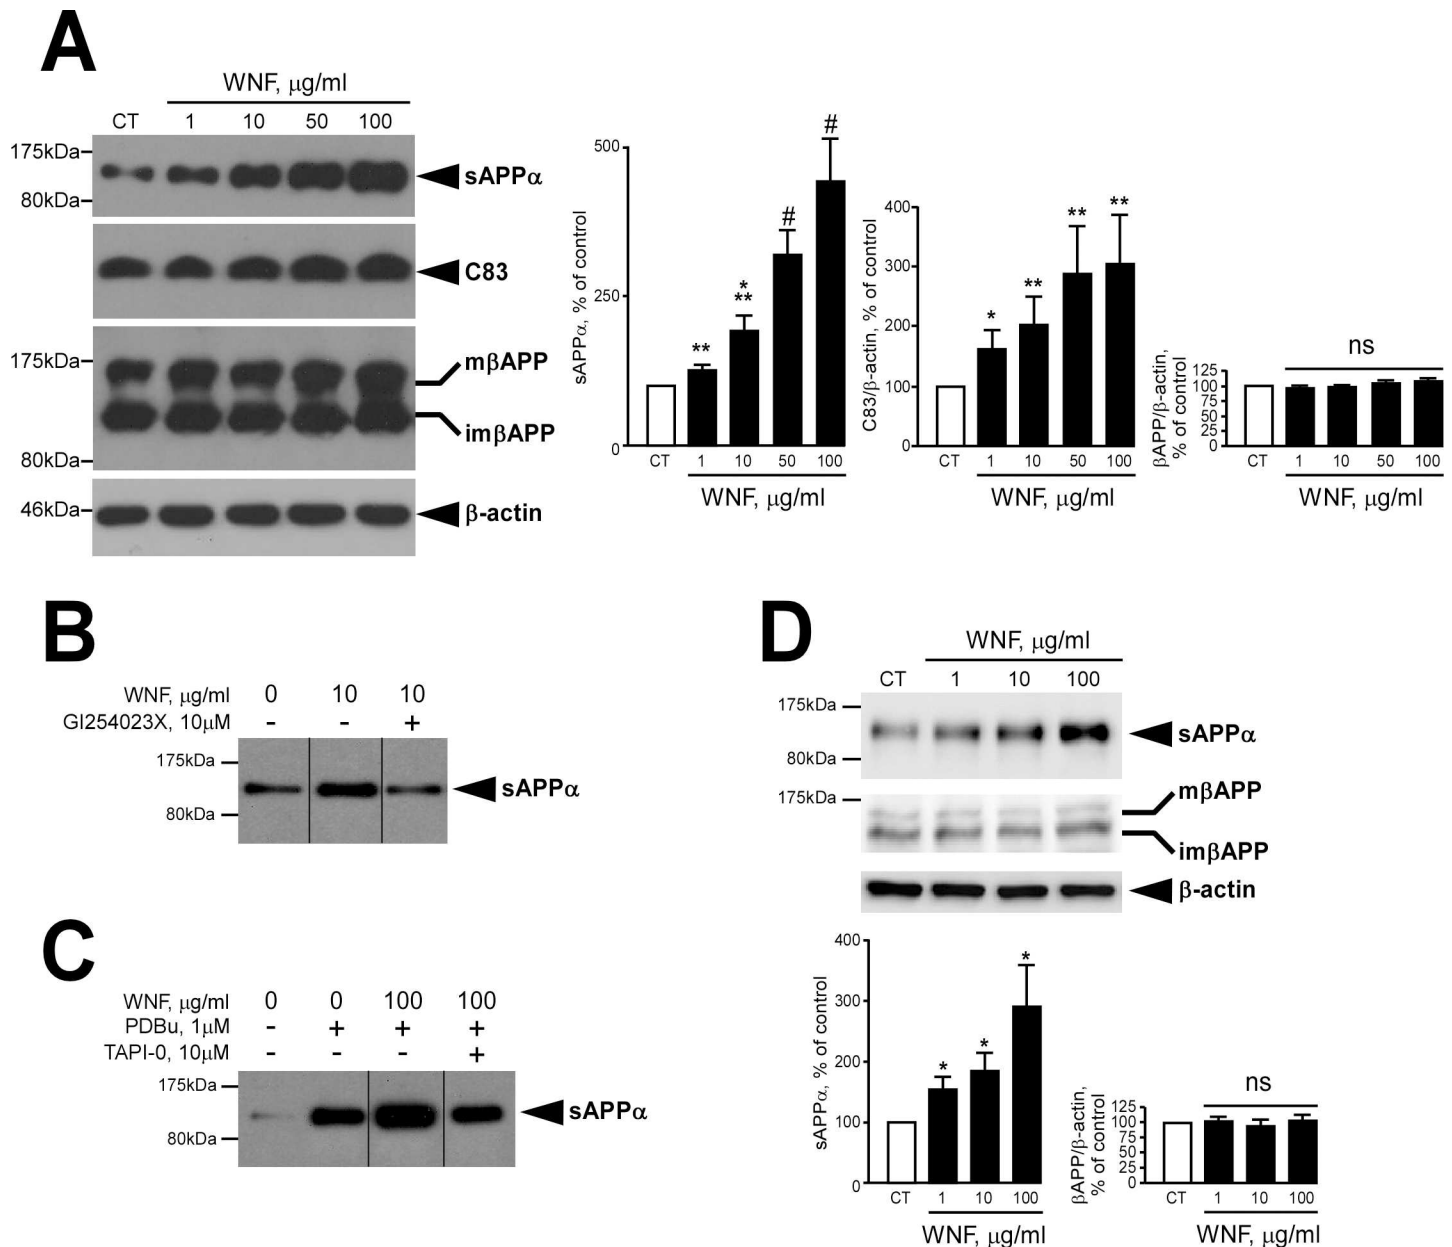 A
WNF, μg/ml
CT 1 10 50 100
175kDa
80kDa
sAPPα
C83
175kDa
mβAPP
imβAPP
80kDa
46kDa
β-actin
sAPPα, % of control
500
250
0
** * ** # #
CT 1 10 50 100
WNF, μg/ml
C83/β-actin, % of control
400
300
200
100
0
* ** ** **
CT 1 10 50 100
WNF, μg/ml
βAPP/β-actin,
% of control
125
100
75
50
25
0
ns
CT 1 10 50 100
WNF, μg/ml
B
WNF, μg/ml 0 10 10
GI254023X, 10μM - - +
175kDa
80kDa
sAPPα
C
WNF, μg/ml 0 0 100 100
PDBu, 1μM - + + +
TAPI-0, 10μM - - - +
175kDa
80kDa
sAPPα
D
WNF, μg/ml
CT 1 10 100
175kDa
80kDa
sAPPα
175kDa
mβAPP
imβAPP
β-actin
sAPPα, % of control
400
300
200
100
0
* * *
CT 1 10 100
WNF, μg/ml
βAPP/β-actin,
% of control
125
100
75
50
25
0
ns
CT 1 10 100
WNF, μg/ml